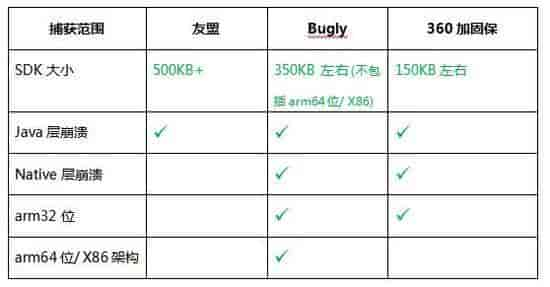 捕获范围 友盟 Bugly 360 加固保
SDK 大小 500KB+ 350KB 左右(不包 150KB 左右
括 arm64 位/ X86)
Java 层崩溃 ✓ ✓ ✓
Native 层崩溃 ✓ ✓
arm32 位 ✓ ✓
arm64 位/ X86 架构 ✓